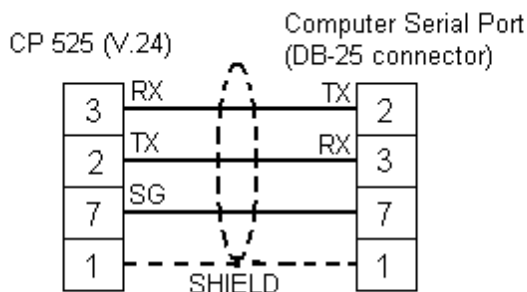 CP 525 (V.24)
Computer Serial Port
(DB-25 connector)
3 RX TX 2
2 TX RX 3
7 SG 7
1 SHIELD 1